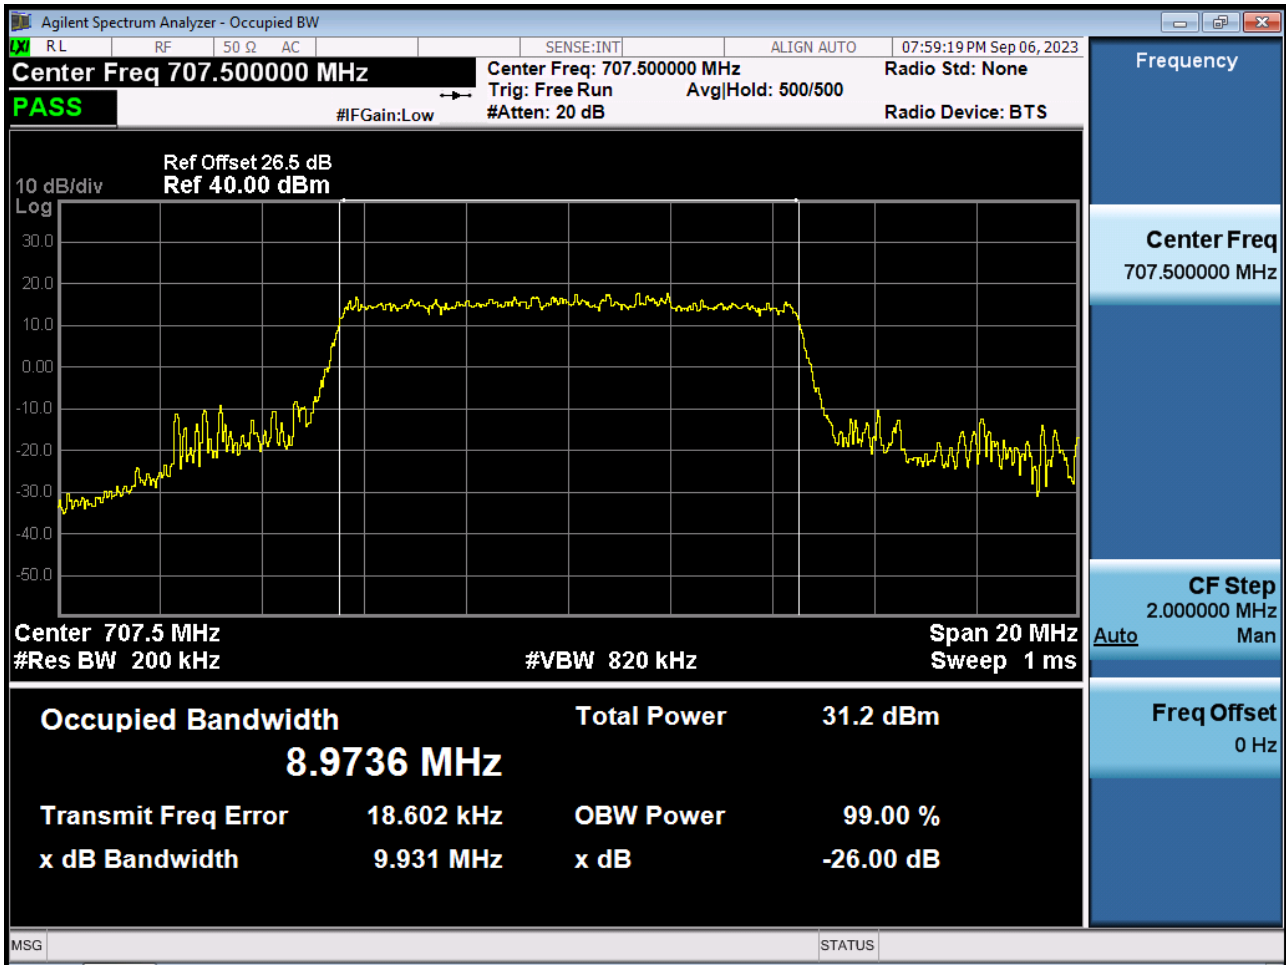 Agilent Spectrum Analyzer - Occupied BW
LXI RL RF 50 Ω AC SENSE:INT ALIGN AUTO 07:59:19 PM Sep 06, 2023
Center Freq 707.500000 MHz
PASS
#IFGain:Low
Center Freq: 707.500000 MHz
Trig: Free Run Avg|Hold: 500/500
#Atten: 20 dB
Radio Std: None
Radio Device: BTS
Ref Offset 26.5 dB
10 dB/div Ref 40.00 dBm
Log
30.0
20.0
10.0
0.00
-10.0
-20.0
-30.0
-40.0
-50.0
Center 707.5 MHz Span 20 MHz
#Res BW 200 kHz #VBW 820 kHz Sweep 1 ms
Occupied Bandwidth Total Power 31.2 dBm
8.9736 MHz
Transmit Freq Error 18.602 kHz OBW Power 99.00 %
x dB Bandwidth 9.931 MHz x dB -26.00 dB
MSG STATUS
Frequency
Center Freq
707.500000 MHz
CF Step
2.000000 MHz
Auto Man
Freq Offset
0 Hz